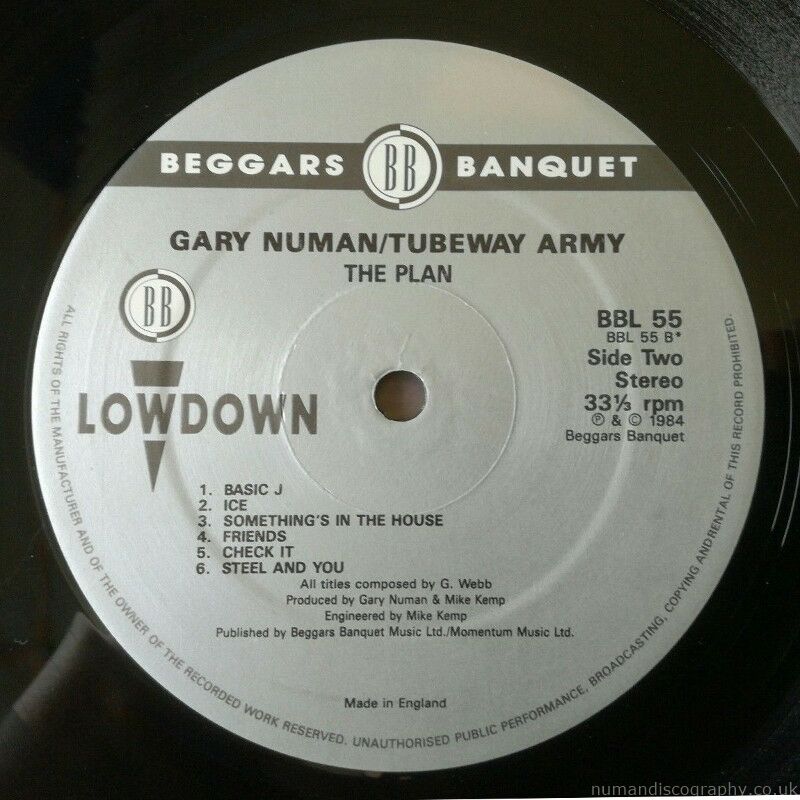 BEGGARS BB BANQUET
GARY NUMAN/TUBEWAY ARMY
THE PLAN
BB
LOWDOWN
BBL 55
BBL 55 B*
Side Two
Stereo
33⅓ rpm
℗ & © 1984
Beggars Banquet
1. BASIC J
2. ICE
3. SOMETHING'S IN THE HOUSE
4. FRIENDS
5. CHECK IT
6. STEEL AND YOU
All titles composed by G. Webb
Produced by Gary Numan & Mike Kemp
Engineered by Mike Kemp
Published by Beggars Banquet Music Ltd./Momentum Music Ltd.
Made in England
ALL RIGHTS OF THE MANUFACTURER AND OF THE OWNER OF THE RECORDED WORK RESERVED. UNAUTHORISED PUBLIC PERFORMANCE, BROADCASTING, COPYING ANDRENTAL OF THIS RECORD PROHIBITED.
numandiscography.co.uk